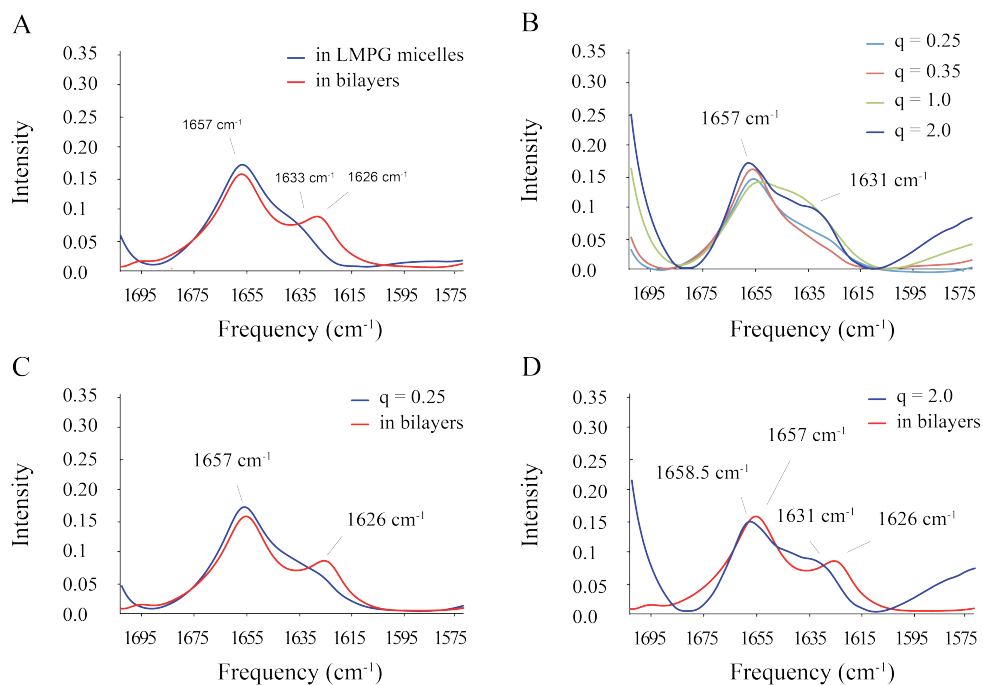 A
in LMPG micelles
in bilayers
0.35
0.30
0.25
0.20
0.15
0.1
0.05
0.0
Intensity
1657 cm-1
1633 cm-1
1626 cm-1
1695 1675 1655 1635 1615 1595 1575
Frequency (cm-1)
B
q = 0.25
q = 0.35
q = 1.0
q = 2.0
0.35
0.30
0.25
0.20
0.15
0.1
0.05
0.0
Intensity
1657 cm-1
1631 cm-1
1695 1675 1655 1635 1615 1595 1575
Frequency (cm-1)
C
q = 0.25
in bilayers
0.35
0.30
0.25
0.20
0.15
0.1
0.05
0.0
Intensity
1657 cm-1
1626 cm-1
1695 1675 1655 1635 1615 1595 1575
Frequency (cm-1)
D
q = 2.0
in bilayers
0.35
0.30
0.25
0.20
0.15
0.1
0.05
0.0
Intensity
1657 cm-1
1658.5 cm-1
1631 cm-1
1626 cm-1
1695 1675 1655 1635 1615 1595 1575
Frequency (cm-1)